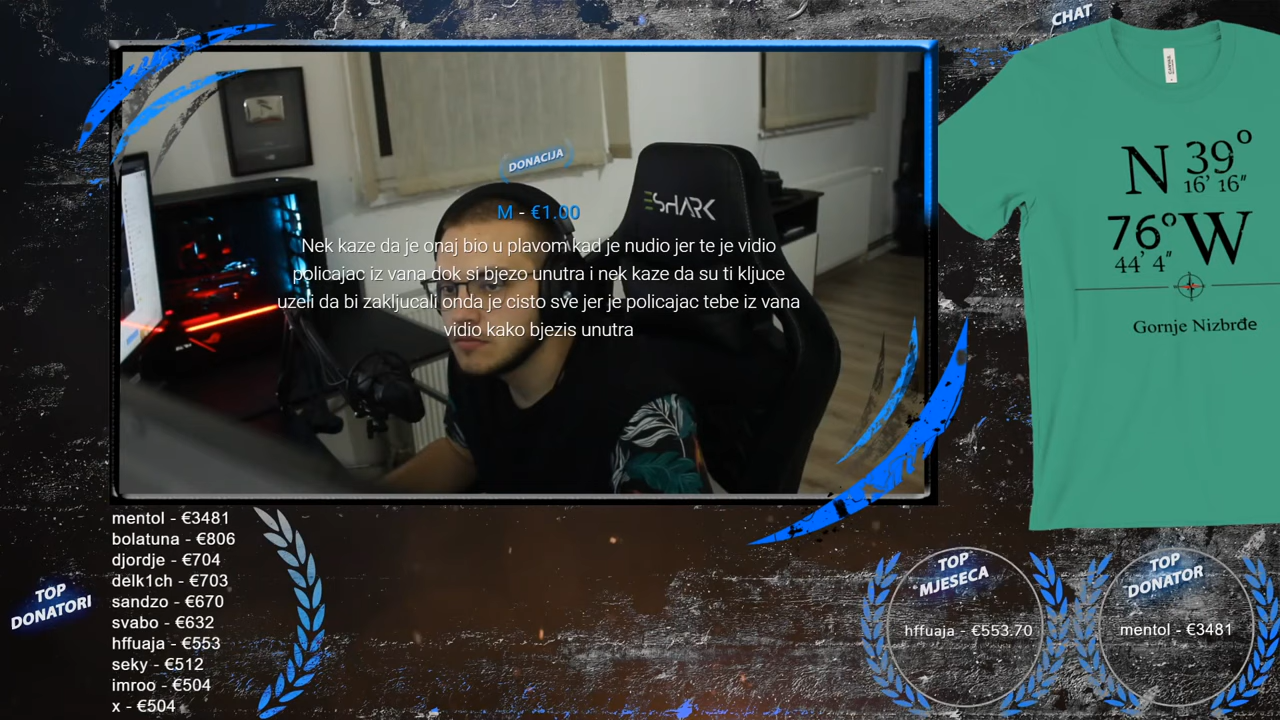 CHAT
DONACIJA
M - €1.00
Nek kaze da je onaj bio u plavom kad je nudio jer te je vidio
policajac iz vana dok si bjezo unutra i nek kaze da su ti kljuce
uzeli da bi zakljucali onda je cisto sve jer je policajac tebe iz vana
vidio kako bjezis unutra
ESHARK
N 39°
16' 16"
76° W
44' 4"
Gornje Nizbrđe
TOP
DONATORI
mentol - €3481
bolatuna - €806
djordje - €704
delk1ch - €703
sandzo - €670
svabo - €632
hffuaja - €553
seky - €512
imroo - €504
x - €504
TOP
MJESECA
hffuaja - €553.70
TOP
DONATOR
mentol - €3481